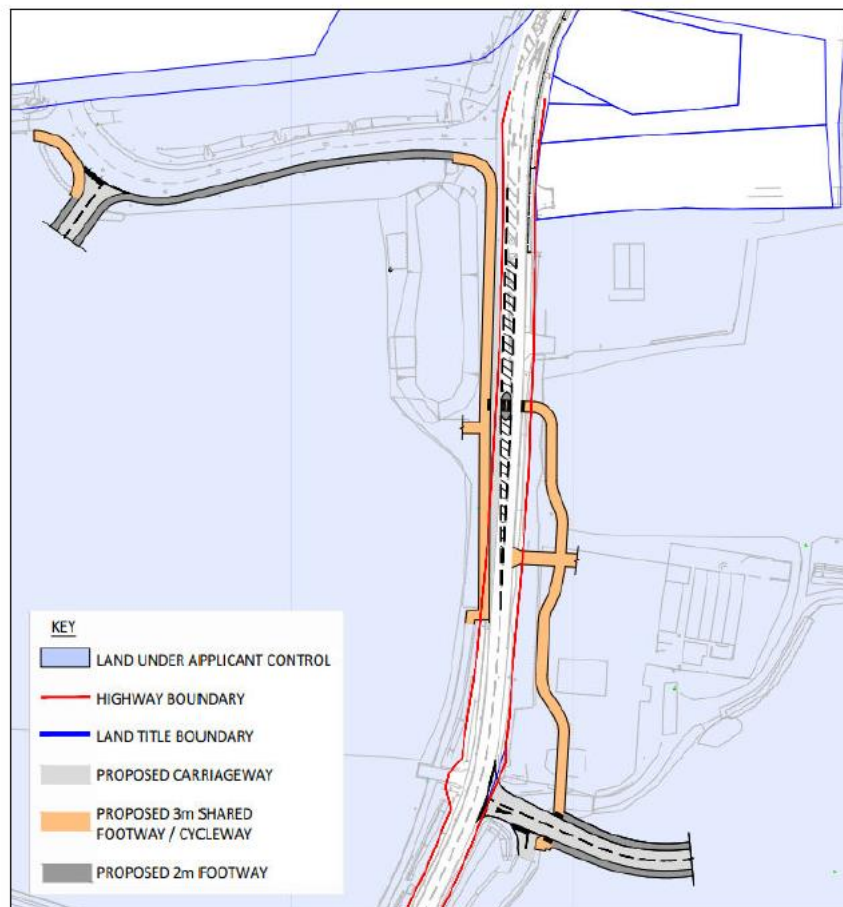 KEY
LAND UNDER APPLICANT CONTROL
HIGHWAY BOUNDARY
LAND TITLE BOUNDARY
PROPOSED CARRIAGEWAY
PROPOSED 3m SHARED
FOOTWAY / CYCLEWAY
PROPOSED 2m FOOTWAY